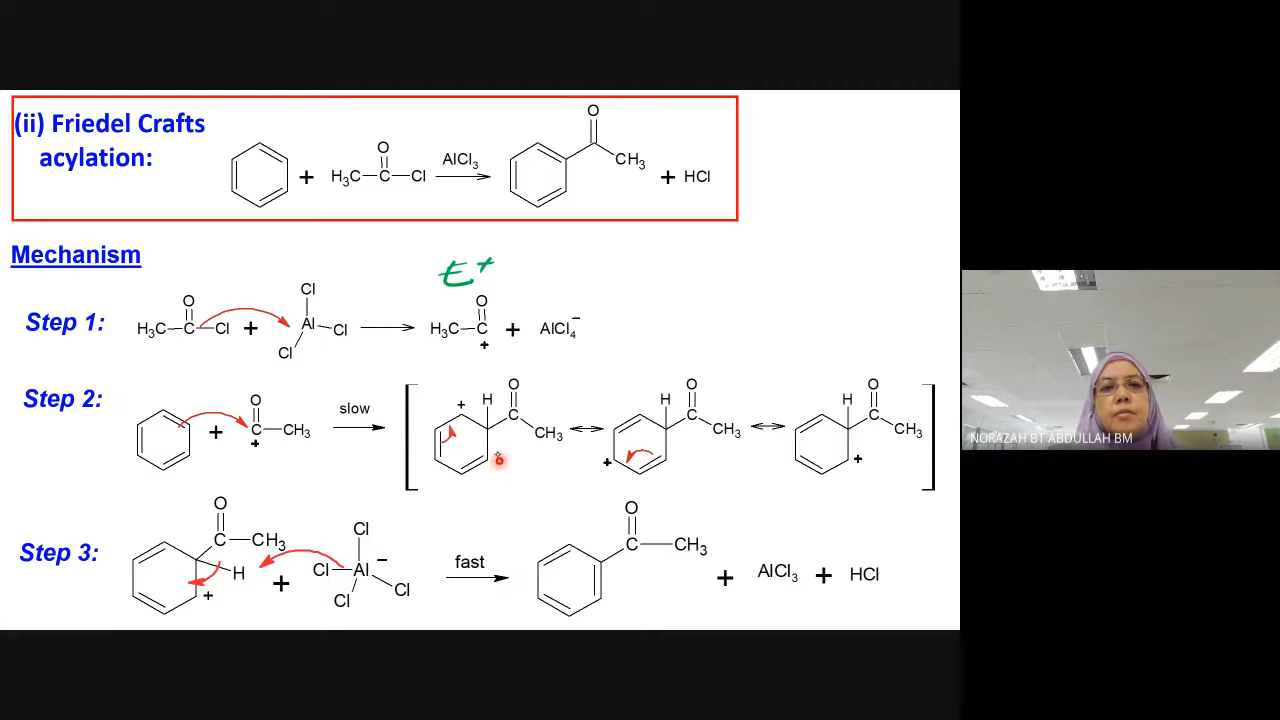 (ii) Friedel Crafts
acylation:
+ H₃C—C—Cl AlCl₃ CH₃ + HCl
O
O
Mechanism
E+
Step 1:
O
H₃C—C—Cl + Al Cl Cl Cl
O
H₃C—C + AlCl₄⁻
+
Step 2:
+ O C CH₃ +
slow
+ H O CH₃
+ H O CH₃
H O CH₃ +
Step 3:
O CH₃ H +
+ Cl Cl Al Cl Cl −
fast
O CH₃ + AlCl₃ + HCl
NORAZAH BT ABDULLAH BM